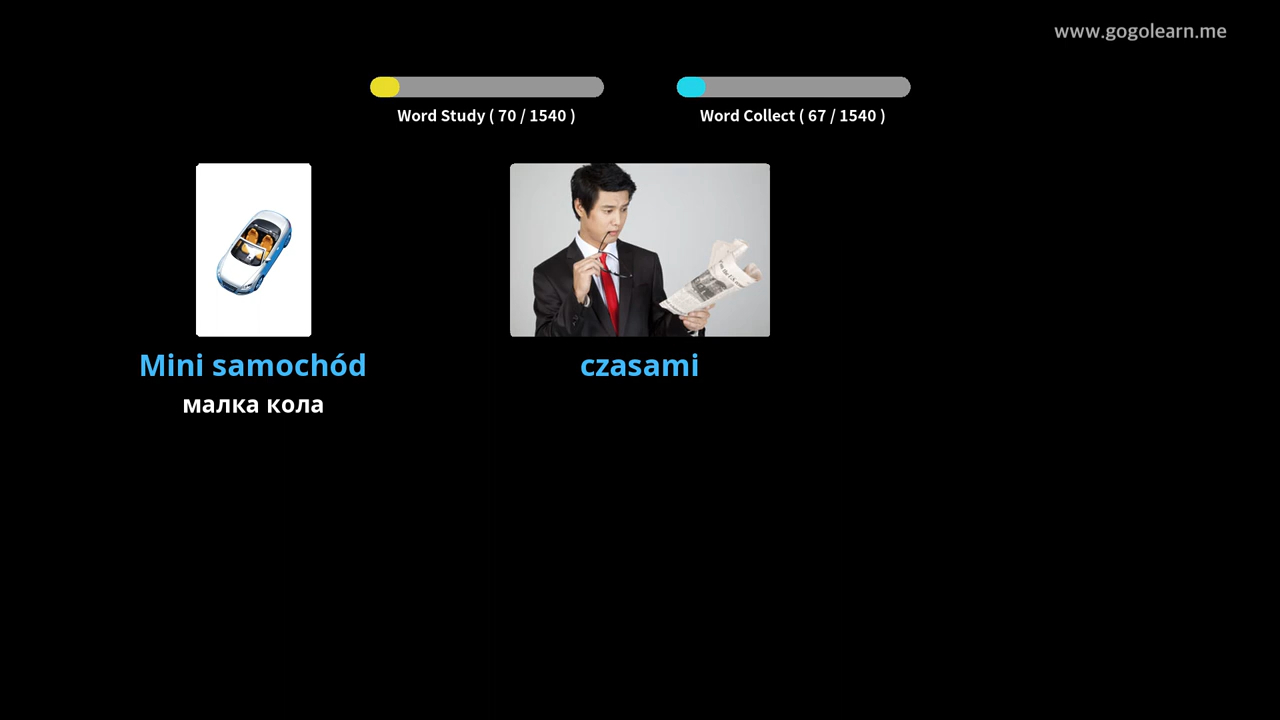 www.gogolearn.me
Word Study ( 70 / 1540 )
Word Collect ( 67 / 1540 )
Mini samochód
малка кола
czasami